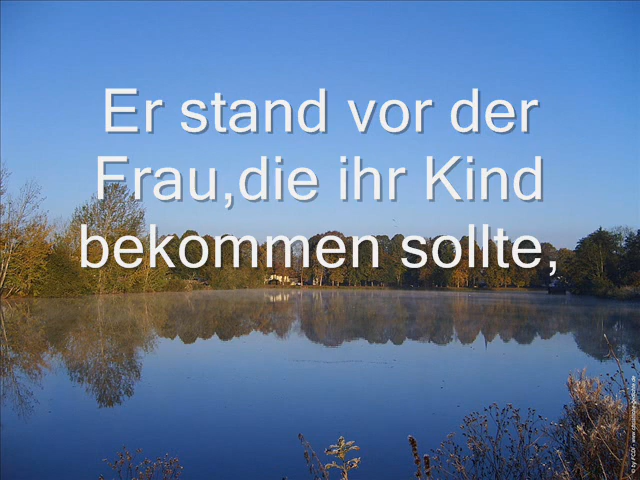 Er stand vor der
Frau,die ihr Kind
bekommen sollte,